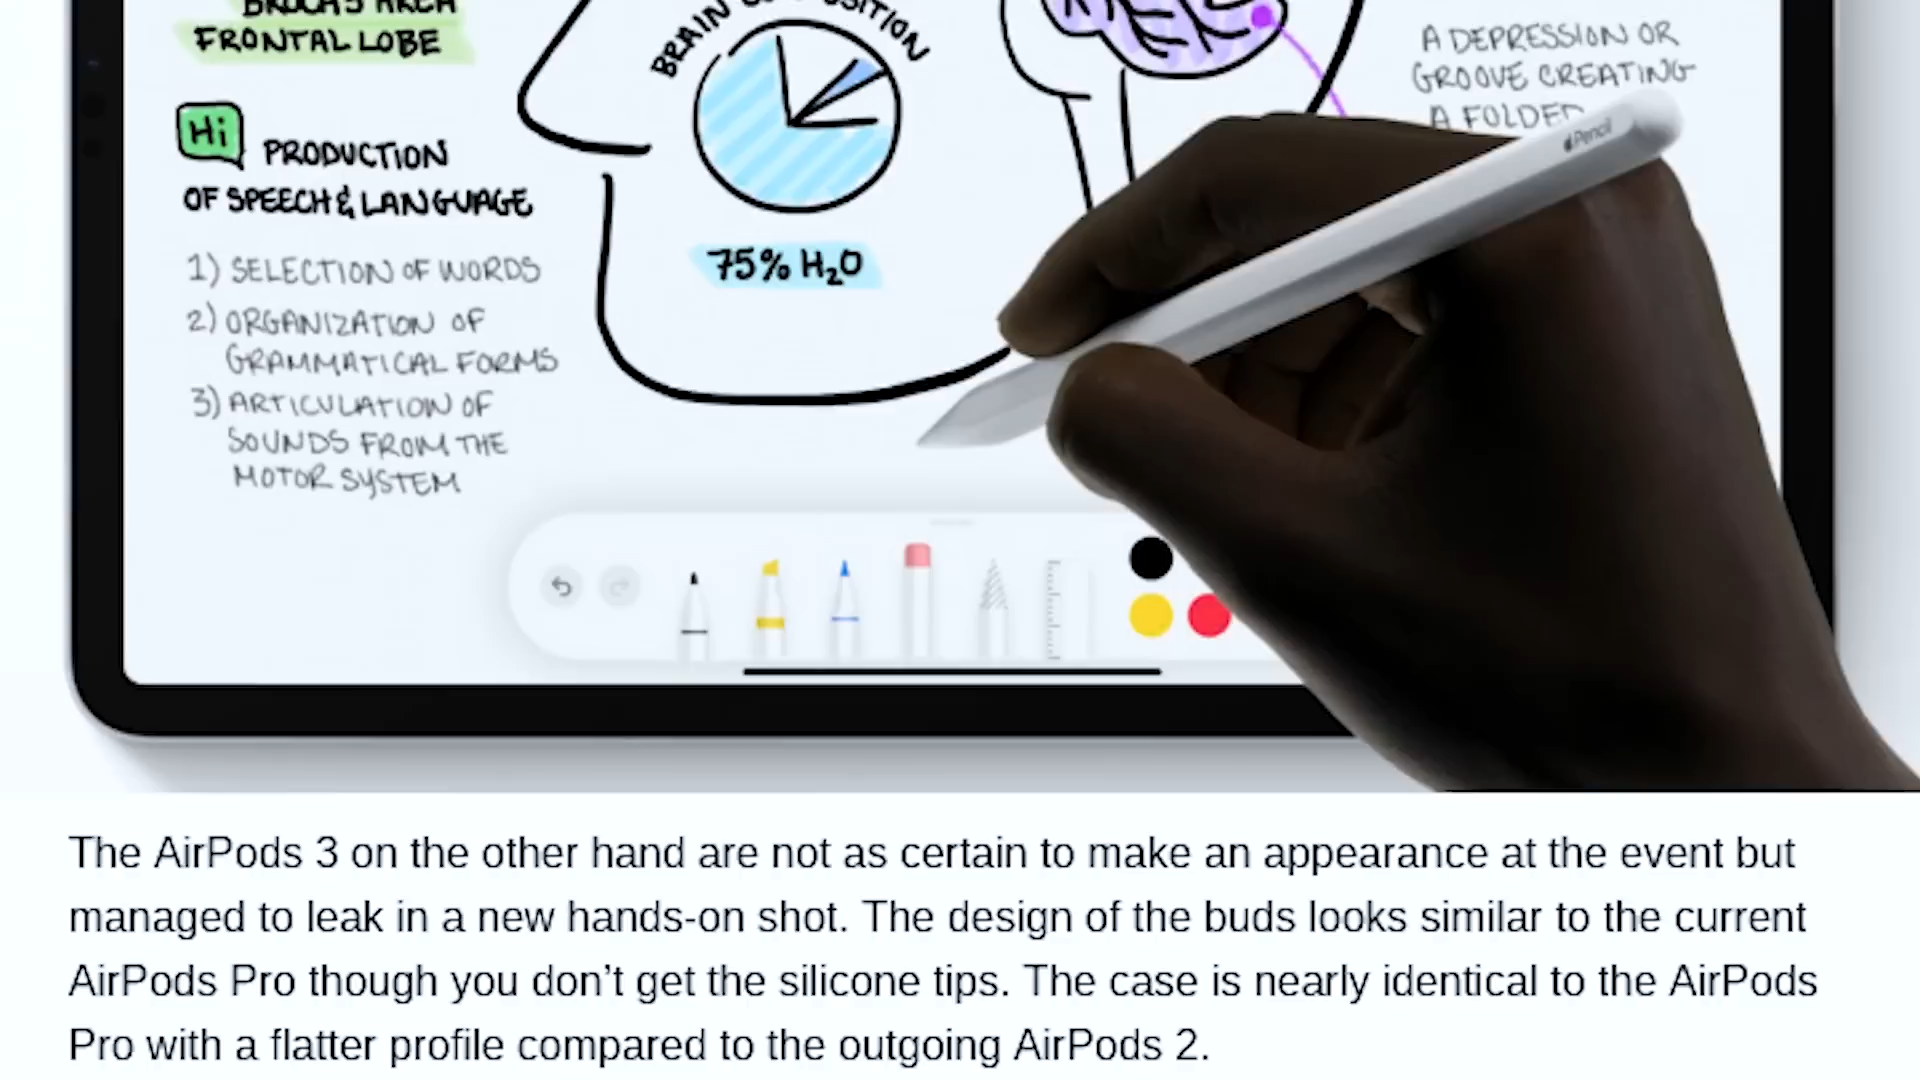 BROCA'S AREA
FRONTAL LOBE
Hi
PRODUCTION
OF SPEECH & LANGUAGE
1) SELECTION OF WORDS
2) ORGANIZATION OF
GRAMMATICAL FORMS
3) ARTICULATION OF
SOUNDS FROM THE
MOTOR SYSTEM
BRAIN COMPOSITION
75% H₂O
A DEPRESSION OR
GROOVE CREATING
A FOLDED
Pencil
The AirPods 3 on the other hand are not as certain to make an appearance at the event but
managed to leak in a new hands-on shot. The design of the buds looks similar to the current
AirPods Pro though you don’t get the silicone tips. The case is nearly identical to the AirPods
Pro with a flatter profile compared to the outgoing AirPods 2.